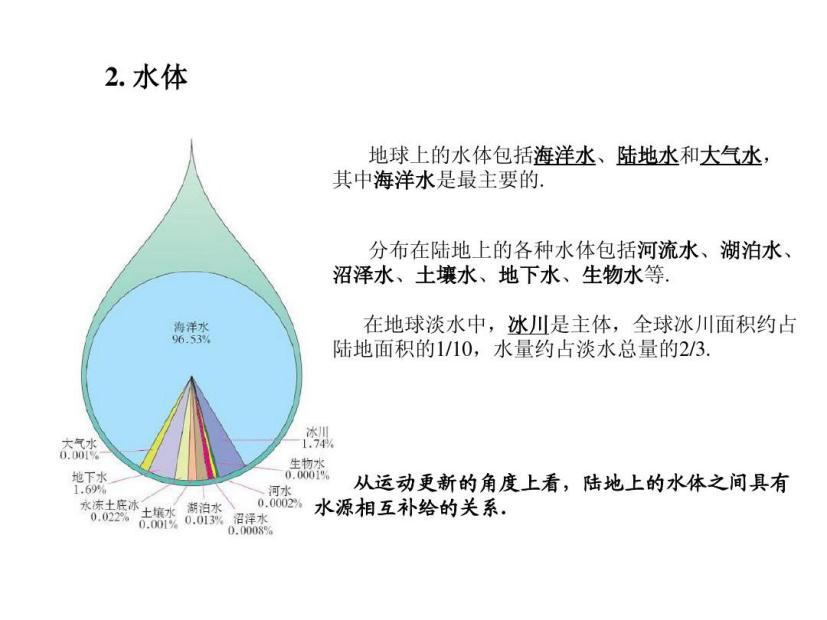 2. 水体
地球上的水体包括海洋水、陆地水和大气水，
其中海洋水是最主要的.
分布在陆地上的各种水体包括河流水、湖泊水、
沼泽水、土壤水、地下水、生物水等.
在地球淡水中，冰川是主体，全球冰川面积约占
陆地面积的1/10，水量约占淡水总量的2/3.
从运动更新的角度上看，陆地上的水体之间具有
水源相互补给的关系.
海洋水
96.53%
大气水
0.001%
地下水
1.69%
永冻土底冰
0.022%
土壤水
0.001%
湖泊水
0.013%
沼泽水
0.0008%
河水
0.0002%
生物水
0.0001%
冰川
1.74%